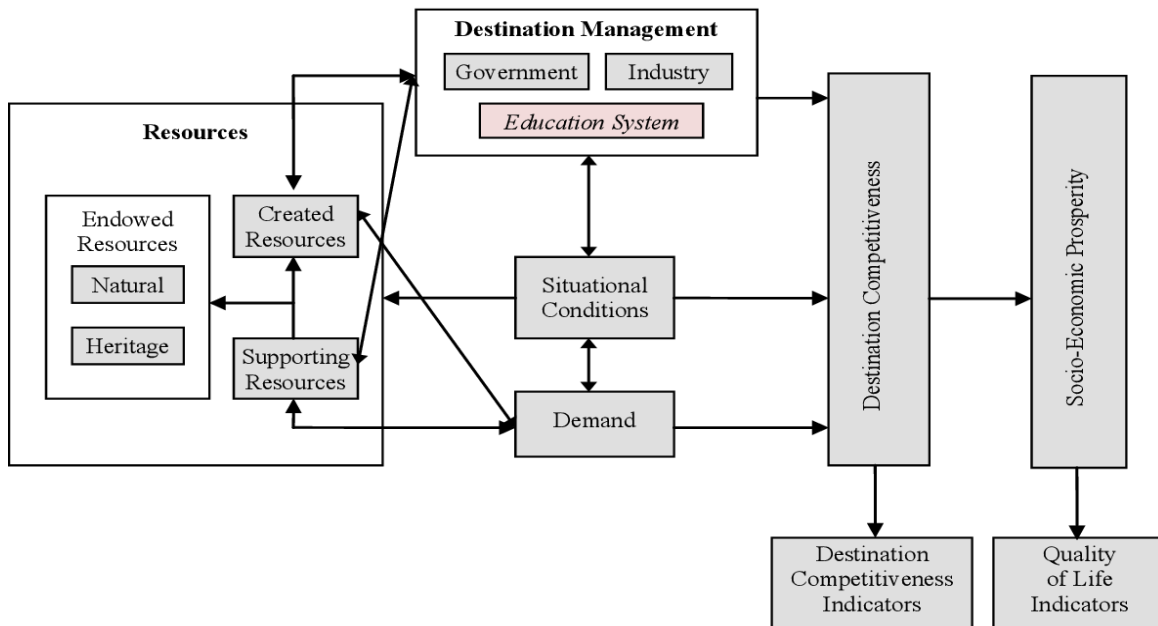 Destination Management
Government
Industry
Education System
Resources
Endowed
Resources
Natural
Heritage
Created
Resources
Supporting
Resources
Situational
Conditions
Demand
Destination Competitiveness
Socio-Economic Prosperity
Destination
Competitiveness
Indicators
Quality
of Life
Indicators